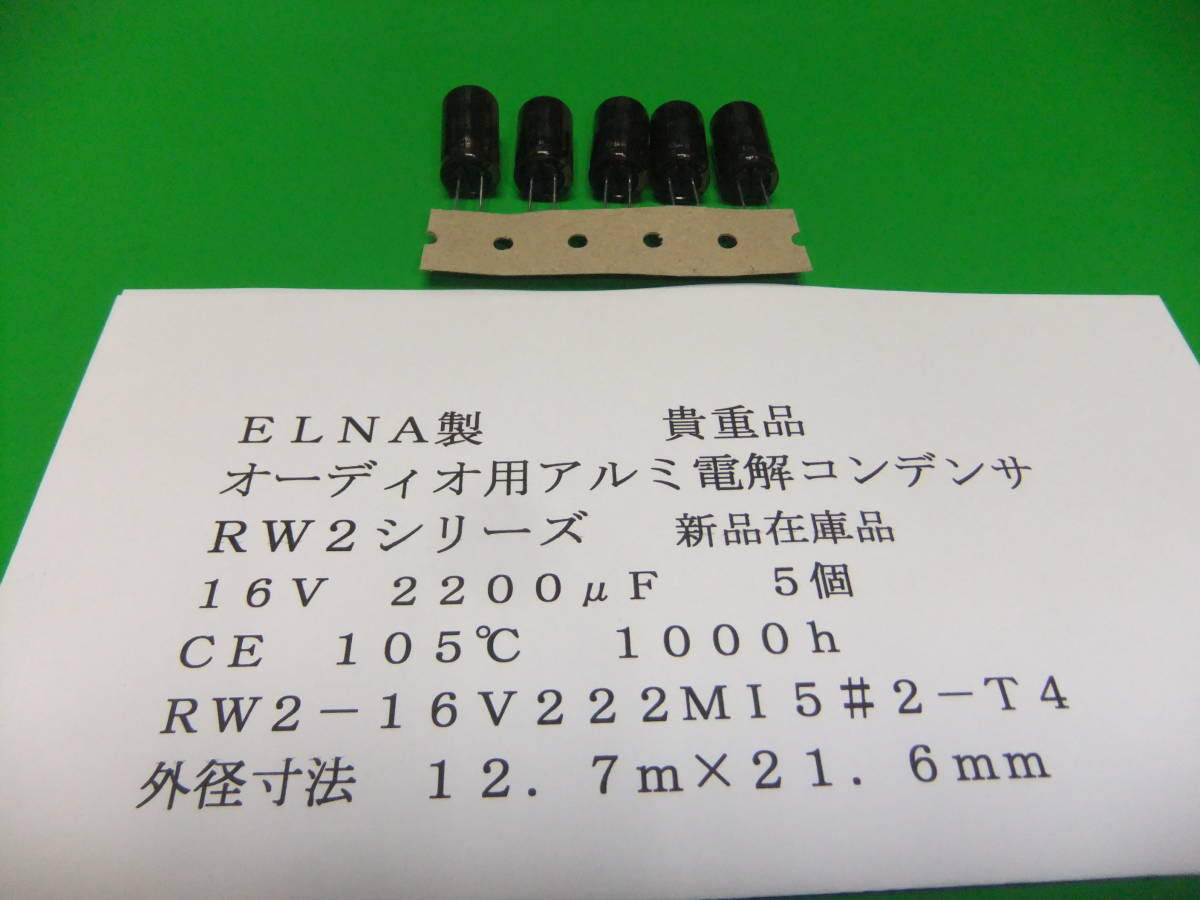 ＥＬＮＡ製　　　　貴重品
オーディオ用アルミ電解コンデンサ
ＲＷ２シリーズ　　新品在庫品
１６Ｖ　２２００μＦ　　５個
ＣＥ　１０５℃　　１０００ｈ
ＲＷ２－１６Ｖ２２２ＭＩ５＃２－Ｔ４
外径寸法　１２．７ｍ×２１．６ｍｍ